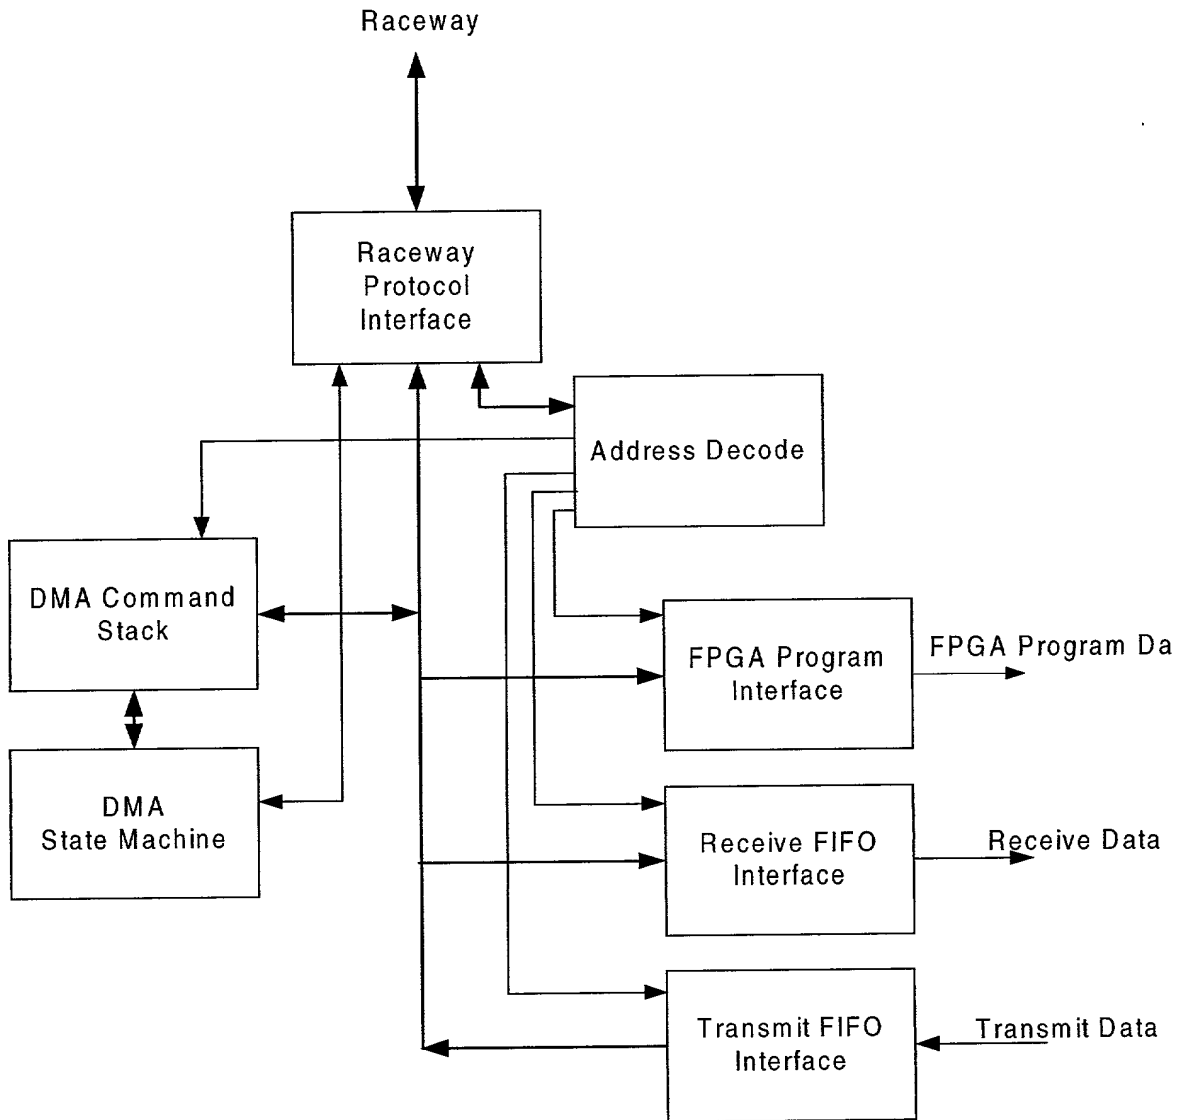 Raceway
Raceway
Protocol
Interface
Address Decode
DMA Command
Stack
FPGA Program
Interface
FPGA Program Da
DMA
State Machine
Receive FIFO
Interface
Receive Data
Transmit FIFO
Interface
Transmit Data